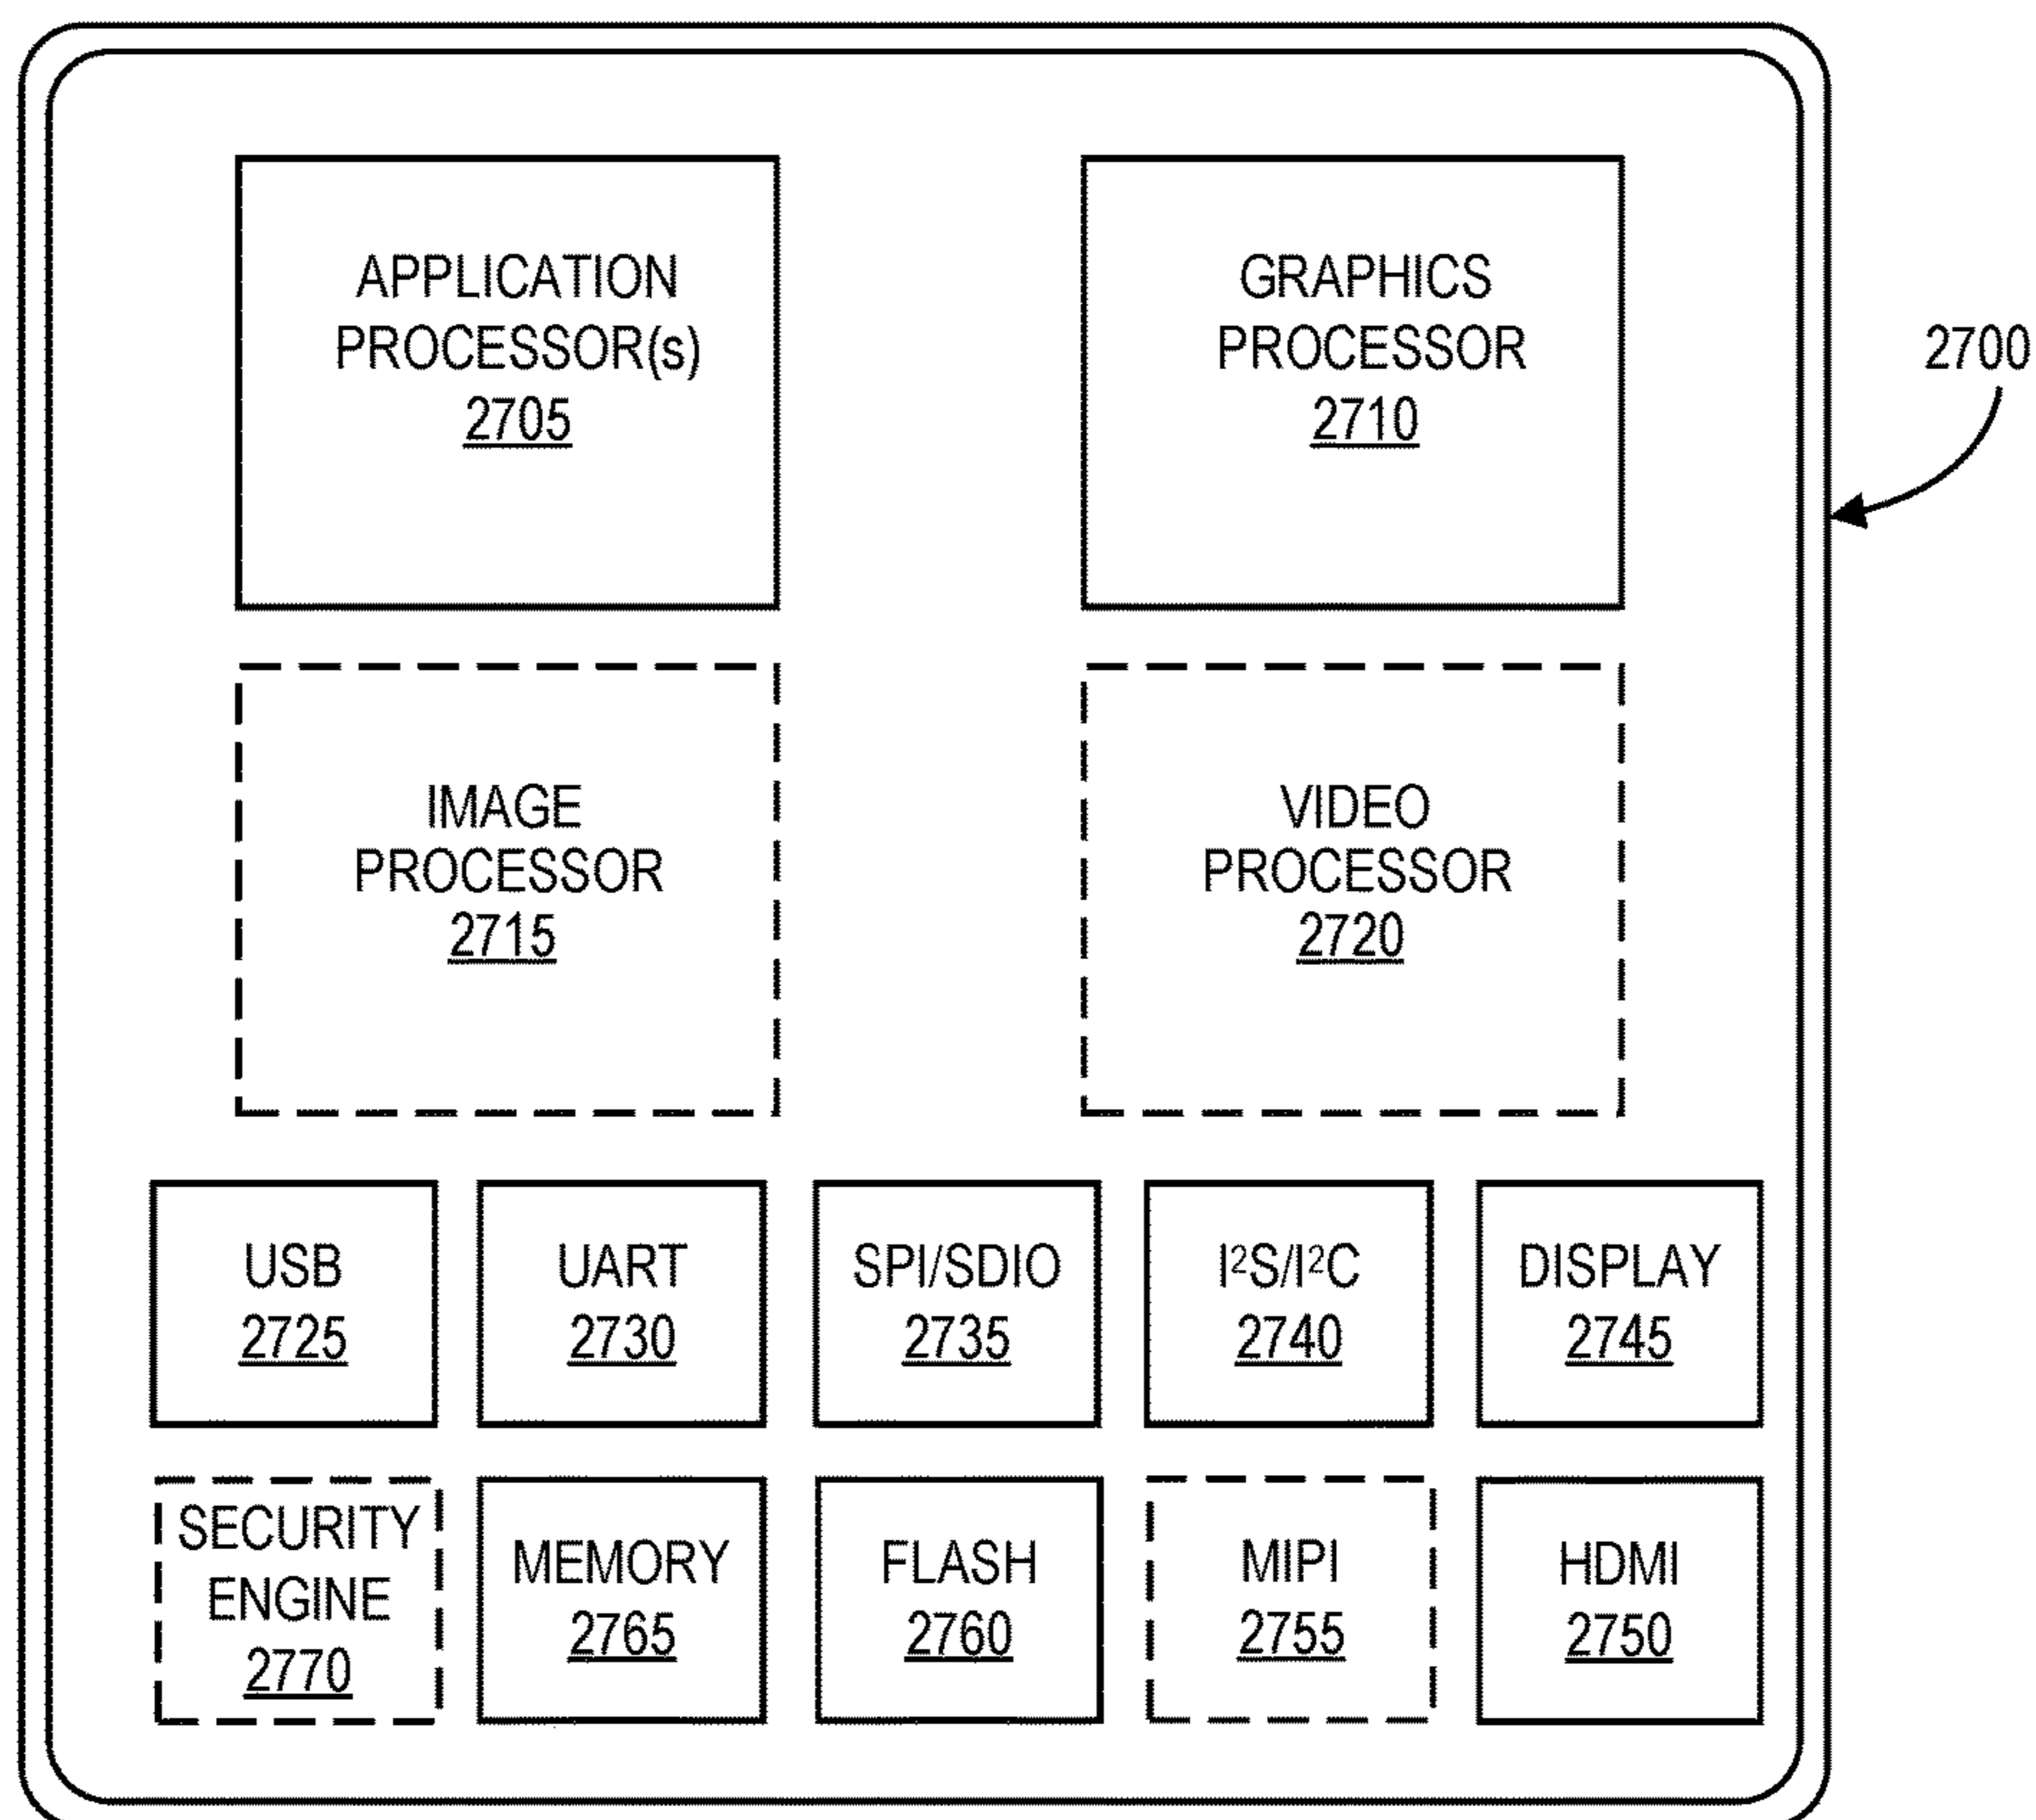 APPLICATION
PROCESSOR(s)
2705
GRAPHICS
PROCESSOR
2710
2700
IMAGE
PROCESSOR
2715
VIDEO
PROCESSOR
2720
USB
2725
UART
2730
SPI/SDIO
2735
I²S/I²C
2740
DISPLAY
2745
SECURITY
ENGINE
2770
MEMORY
2765
FLASH
2760
MIPI
2755
HDMI
2750